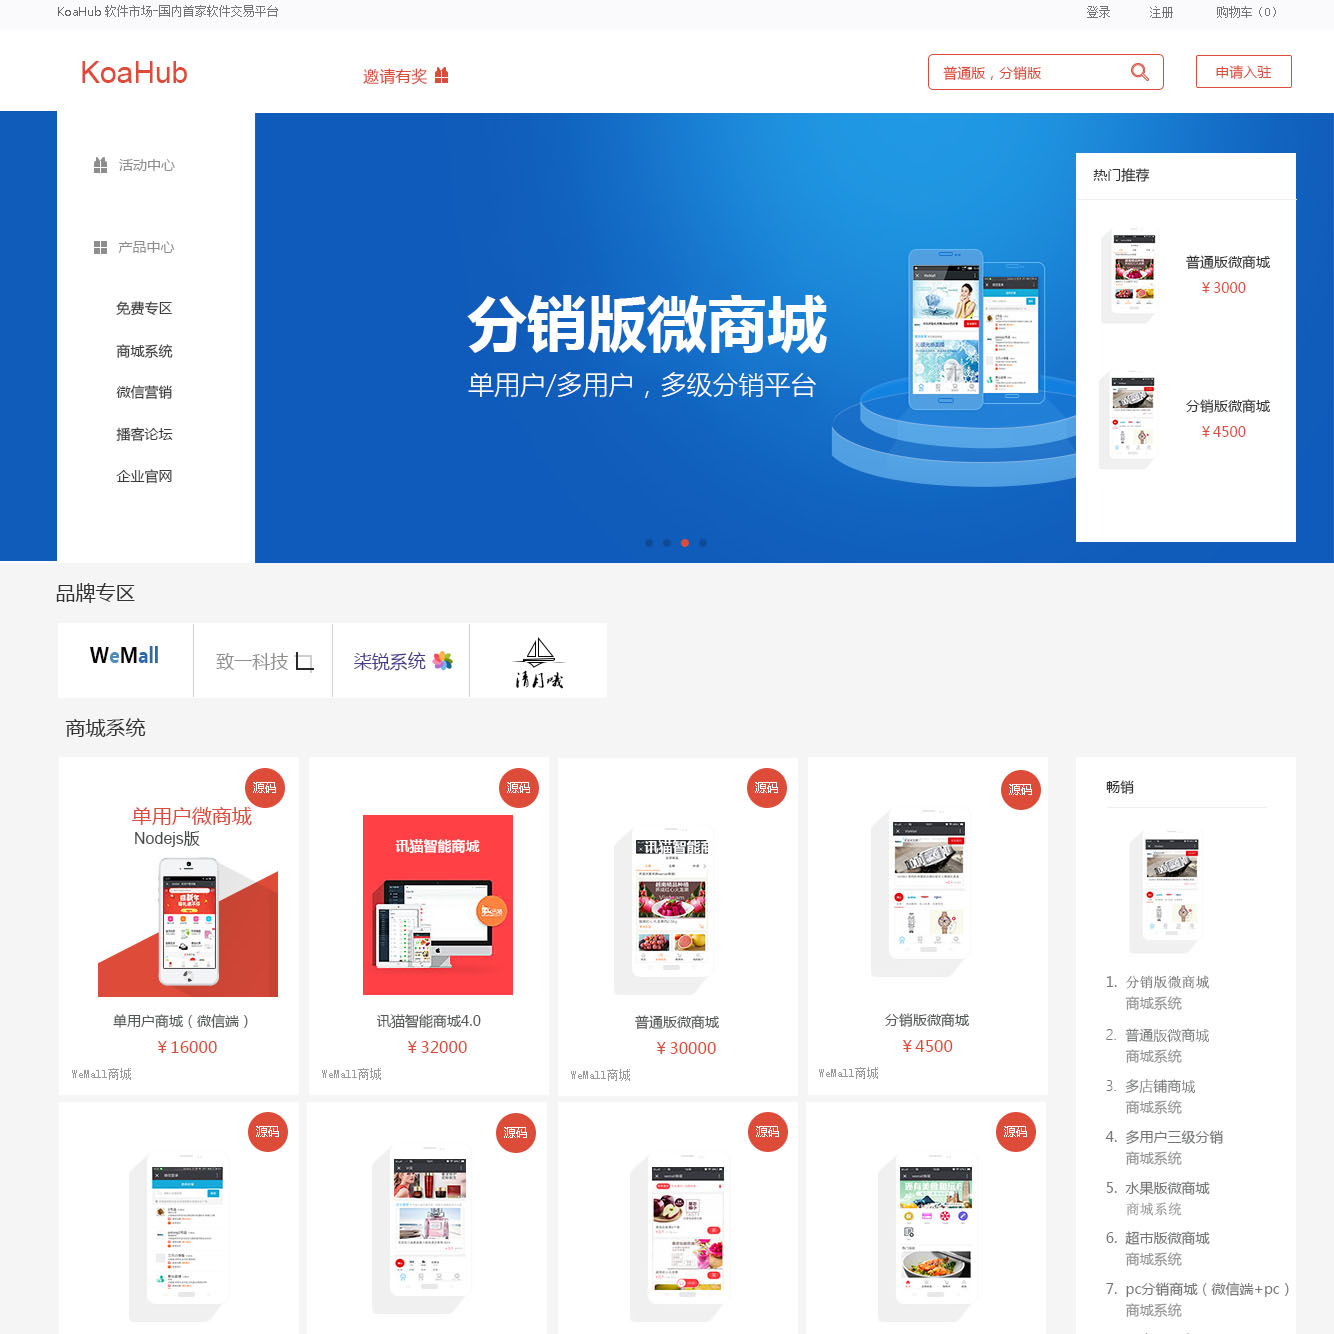 KoaHub 软件市场-国内首家软件交易平台
登录 注册 购物车（0）
KoaHub
邀请有奖
普通版，分销版
申请入驻
活动中心
产品中心
免费专区
商城系统
微信营销
播客论坛
企业官网
分销版微商城
单用户/多用户，多级分销平台
热门推荐
普通版微商城
¥3000
分销版微商城
¥4500
品牌专区
WeMall
致一科技
柒锐系统
清月哦
商城系统
源码
单用户微商城
Nodejs版
单用户商城（微信端）
¥16000
WeMall商城
源码
讯猫智能商城
讯猫智能商城4.0
¥32000
WeMall商城
源码
普通版微商城
¥30000
WeMall商城
源码
分销版微商城
¥4500
WeMall商城
源码
源码
源码
源码
畅销
1. 分销版微商城
商城系统
2. 普通版微商城
商城系统
3. 多店铺商城
商城系统
4. 多用户三级分销
商城系统
5. 水果版微商城
商城系统
6. 超市版微商城
商城系统
7. pc分销商城（微信端+pc）
商城系统